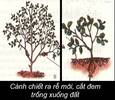 Cành chiết ra rễ mới, cắt đem
trồng xuống đất